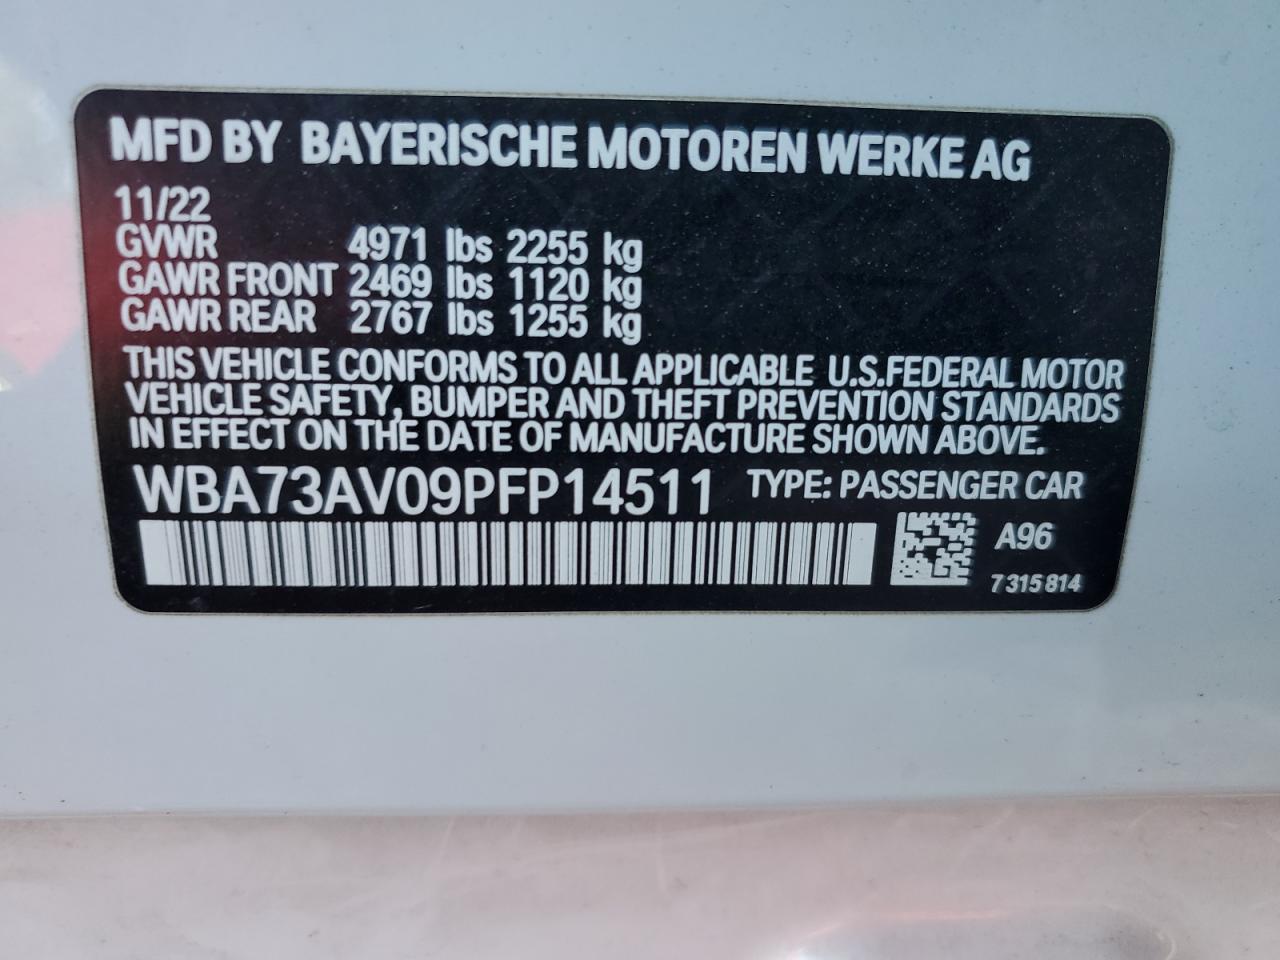 MFD BY BAYERISCHE MOTOREN WERKE AG
11/22
GVWR 4971 lbs 2255 kg
GAWR FRONT 2469 lbs 1120 kg
GAWR REAR 2767 lbs 1255 kg
THIS VEHICLE CONFORMS TO ALL APPLICABLE U.S.FEDERAL MOTOR
VEHICLE SAFETY, BUMPER AND THEFT PREVENTION STANDARDS
IN EFFECT ON THE DATE OF MANUFACTURE SHOWN ABOVE.
WBA73AV09PFP14511 TYPE: PASSENGER CAR
A96
7 315 814